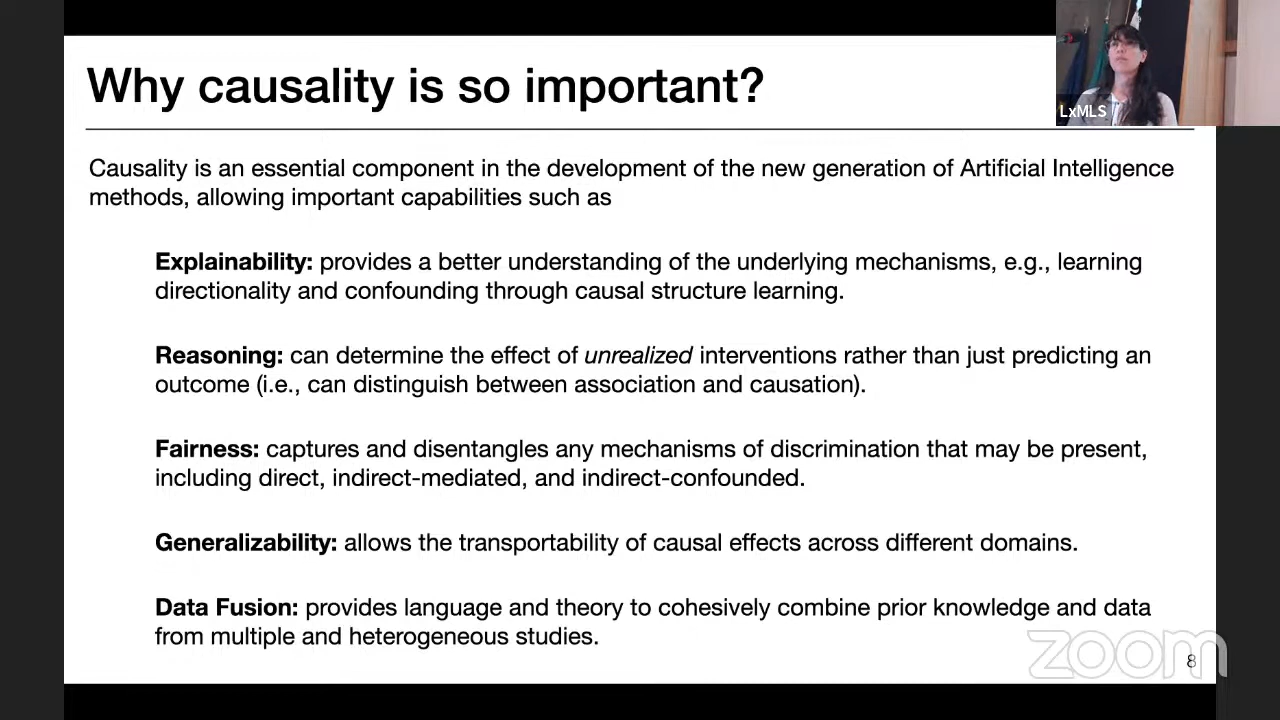 Why causality is so important?
LxMLS
Causality is an essential component in the development of the new generation of Artificial Intelligence
methods, allowing important capabilities such as
Explainability: provides a better understanding of the underlying mechanisms, e.g., learning
directionality and confounding through causal structure learning.
Reasoning: can determine the effect of unrealized interventions rather than just predicting an
outcome (i.e., can distinguish between association and causation).
Fairness: captures and disentangles any mechanisms of discrimination that may be present,
including direct, indirect-mediated, and indirect-confounded.
Generalizability: allows the transportability of causal effects across different domains.
Data Fusion: provides language and theory to cohesively combine prior knowledge and data
from multiple and heterogeneous studies.
zoom
8